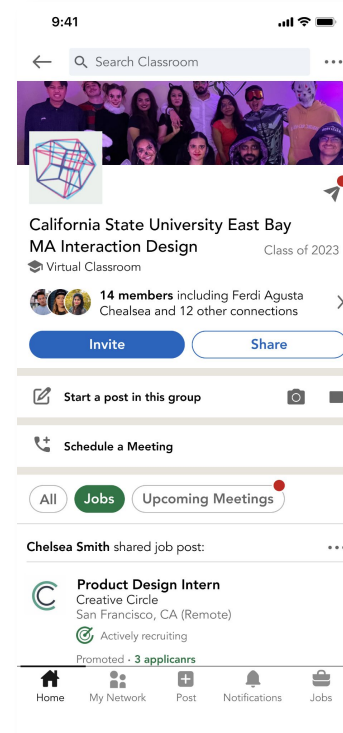 9:41
Search Classroom
California State University East Bay
MA Interaction Design
Class of 2023
Virtual Classroom
14 members including Ferdi Agusta
Chealsea and 12 other connections
Invite
Share
Start a post in this group
Schedule a Meeting
All
Jobs
Upcoming Meetings
Chelsea Smith shared job post:
Product Design Intern
Creative Circle
San Francisco, CA (Remote)
Actively recruiting
Promoted · 3 applicanrs
Home
My Network
Post
Notifications
Jobs